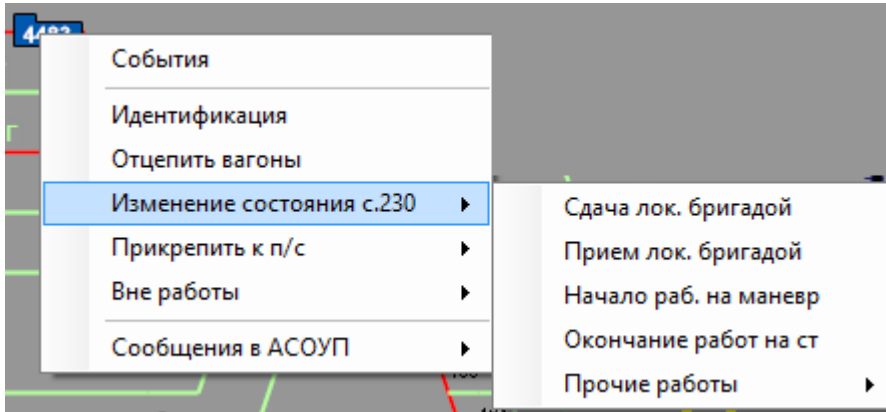 4483
События
Идентификация
Отцепить вагоны
Изменение состояния с.230
Прикрепить к п/с
Вне работы
Сообщения в АСОУП
Сдача лок. бригадой
Прием лок. бригадой
Начало раб. на маневр
Окончание работ на ст
Прочие работы